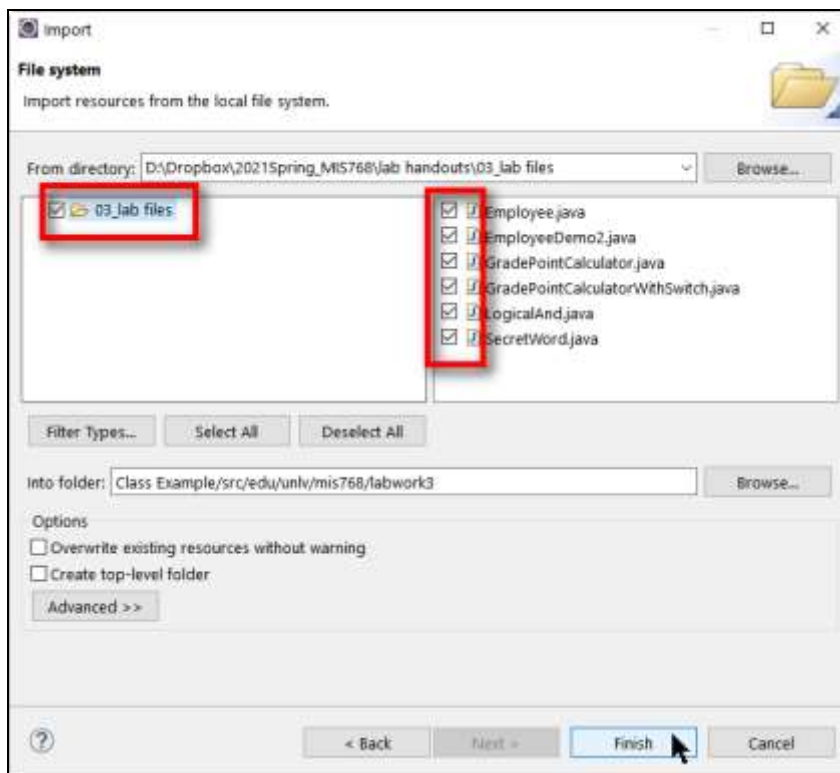 Import
File system
Import resources from the local file system.
From directory: D:\Dropbox\2021Spring_MIS768\lab handouts\03_lab files
Browse...
03_lab files
Employee.java
EmployeeDemo2.java
GradePointCalculator.java
GradePointCalculatorWithSwitch.java
LogicalAnd.java
SecretWord.java
Filter Types...
Select All
Deselect All
Into folder: Class Example/src/edu/unlv/mis768/labwork3
Browse...
Options
Overwrite existing resources without warning
Create top-level folder
Advanced >>
? < Back Next > Finish Cancel